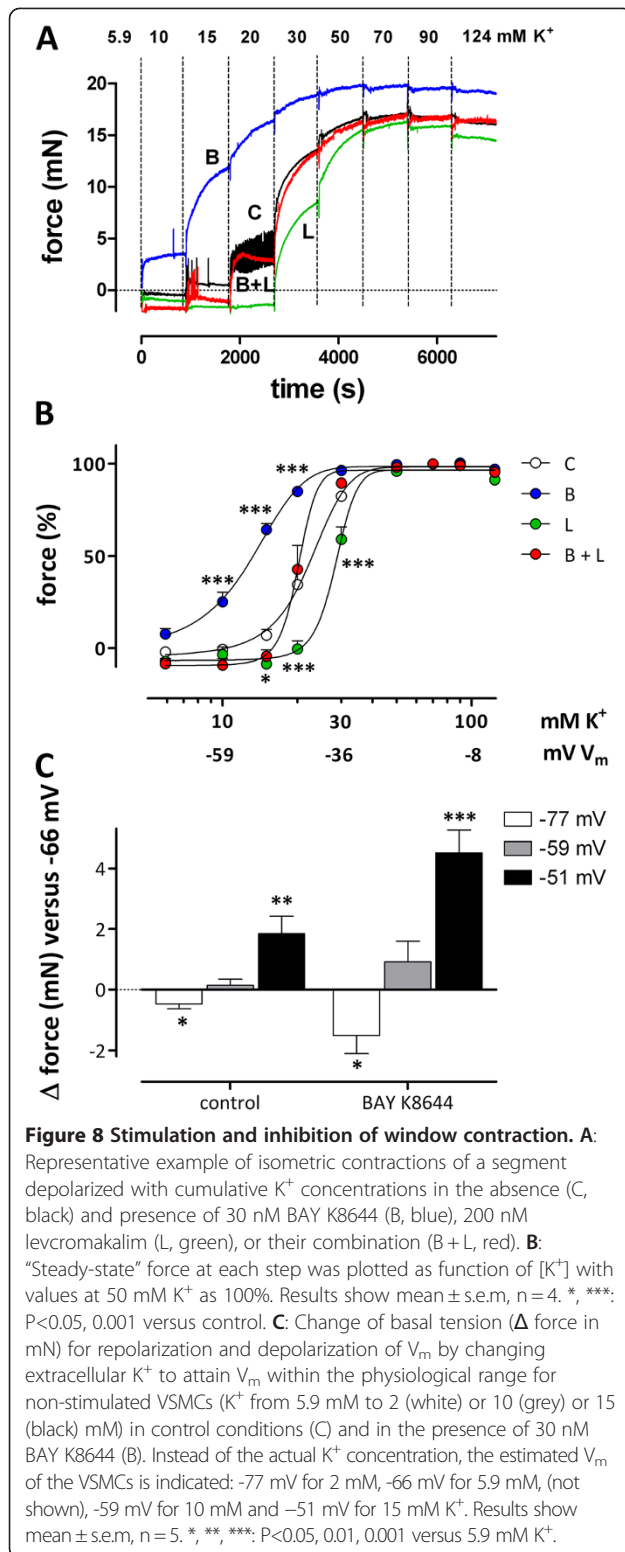 A
5.9 10 15 20 30 50 70 90 124 mM K⁺
20
15
10
5
0
force (mN)
B
C
L
B+L
0 2000 4000 6000
time (s)
B
100
50
0
force (%)
***
***
***
***
***
*
C
B
L
B + L
10 30 100 mM K⁺
-59 -36 -8 mV Vm
C
Δ force (mN) versus -66 mV
4
2
0
-2
-77 mV
-59 mV
-51 mV
*
**
*
***
control BAY K8644
Figure 8 Stimulation and inhibition of window contraction. A:
Representative example of isometric contractions of a segment
depolarized with cumulative K⁺ concentrations in the absence (C,
black) and presence of 30 nM BAY K8644 (B, blue), 200 nM
levcromakalim (L, green), or their combination (B + L, red). B:
“Steady-state” force at each step was plotted as function of [K⁺] with
values at 50 mM K⁺ as 100%. Results show mean ± s.e.m, n = 4. *, ***:
P<0.05, 0.001 versus control. C: Change of basal tension (Δ force in
mN) for repolarization and depolarization of Vm by changing
extracellular K⁺ to attain Vm within the physiological range for
non-stimulated VSMCs (K⁺ from 5.9 mM to 2 (white) or 10 (grey) or 15
(black) mM) in control conditions (C) and in the presence of 30 nM
BAY K8644 (B). Instead of the actual K⁺ concentration, the estimated Vm
of the VSMCs is indicated: -77 mV for 2 mM, -66 mV for 5.9 mM, (not
shown), -59 mV for 10 mM and −51 mV for 15 mM K⁺. Results show
mean ± s.e.m, n = 5. *, **, ***: P<0.05, 0.01, 0.001 versus 5.9 mM K⁺.